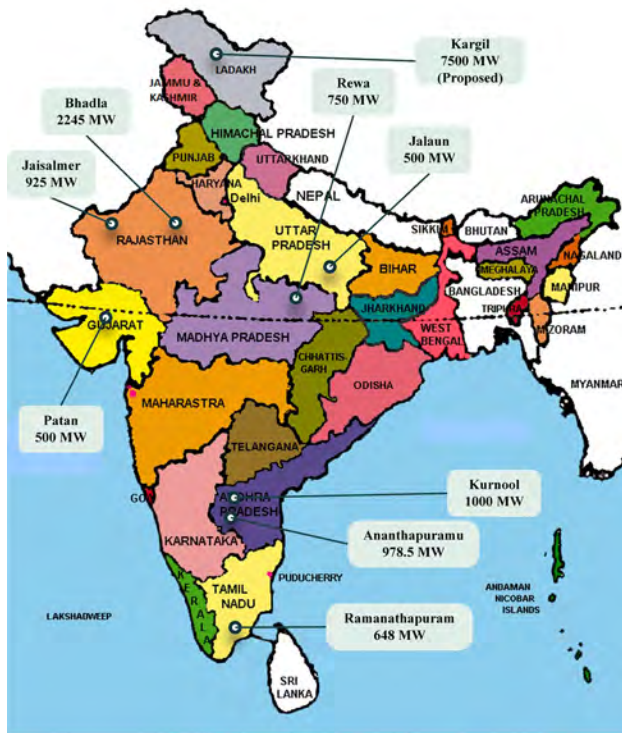 Kargil
7500 MW
(Proposed)
LADAKH
Rewa
750 MW
JAMMU &
KASHMIR
Bhadla
2245 MW
HIMACHAL PRADESH
Jalaun
500 MW
PUNJAB
UTTARKHAND
Jaisalmer
925 MW
HARYANA
Delhi
NEPAL
ARUNACHAL
PRADESH
SIKKIM
BHUTAN
RAJASTHAN
UTTAR
PRADESH
ASSAM
NAGALAND
BIHAR
MEGHALAYA
BANGLADESH
MANIPUR
JHARKHAND
TRIPURA
GUJARAT
WEST
BENGAL
MIZORAM
MADHYA PRADESH
CHHATTIS-
GARH
ODISHA
MYANMAR
MAHARASTRA
Patan
500 MW
TELANGANA
Kurnool
1000 MW
GOA
ANDHRA
PRADESH
Ananthapuramu
978.5 MW
KARNATAKA
PUDUCHERRY
TAMIL
NADU
KERALA
ANDAMAN
NICOBAR
ISLANDS
LAKSHADWEEP
Ramanathapuram
648 MW
SRI
LANKA